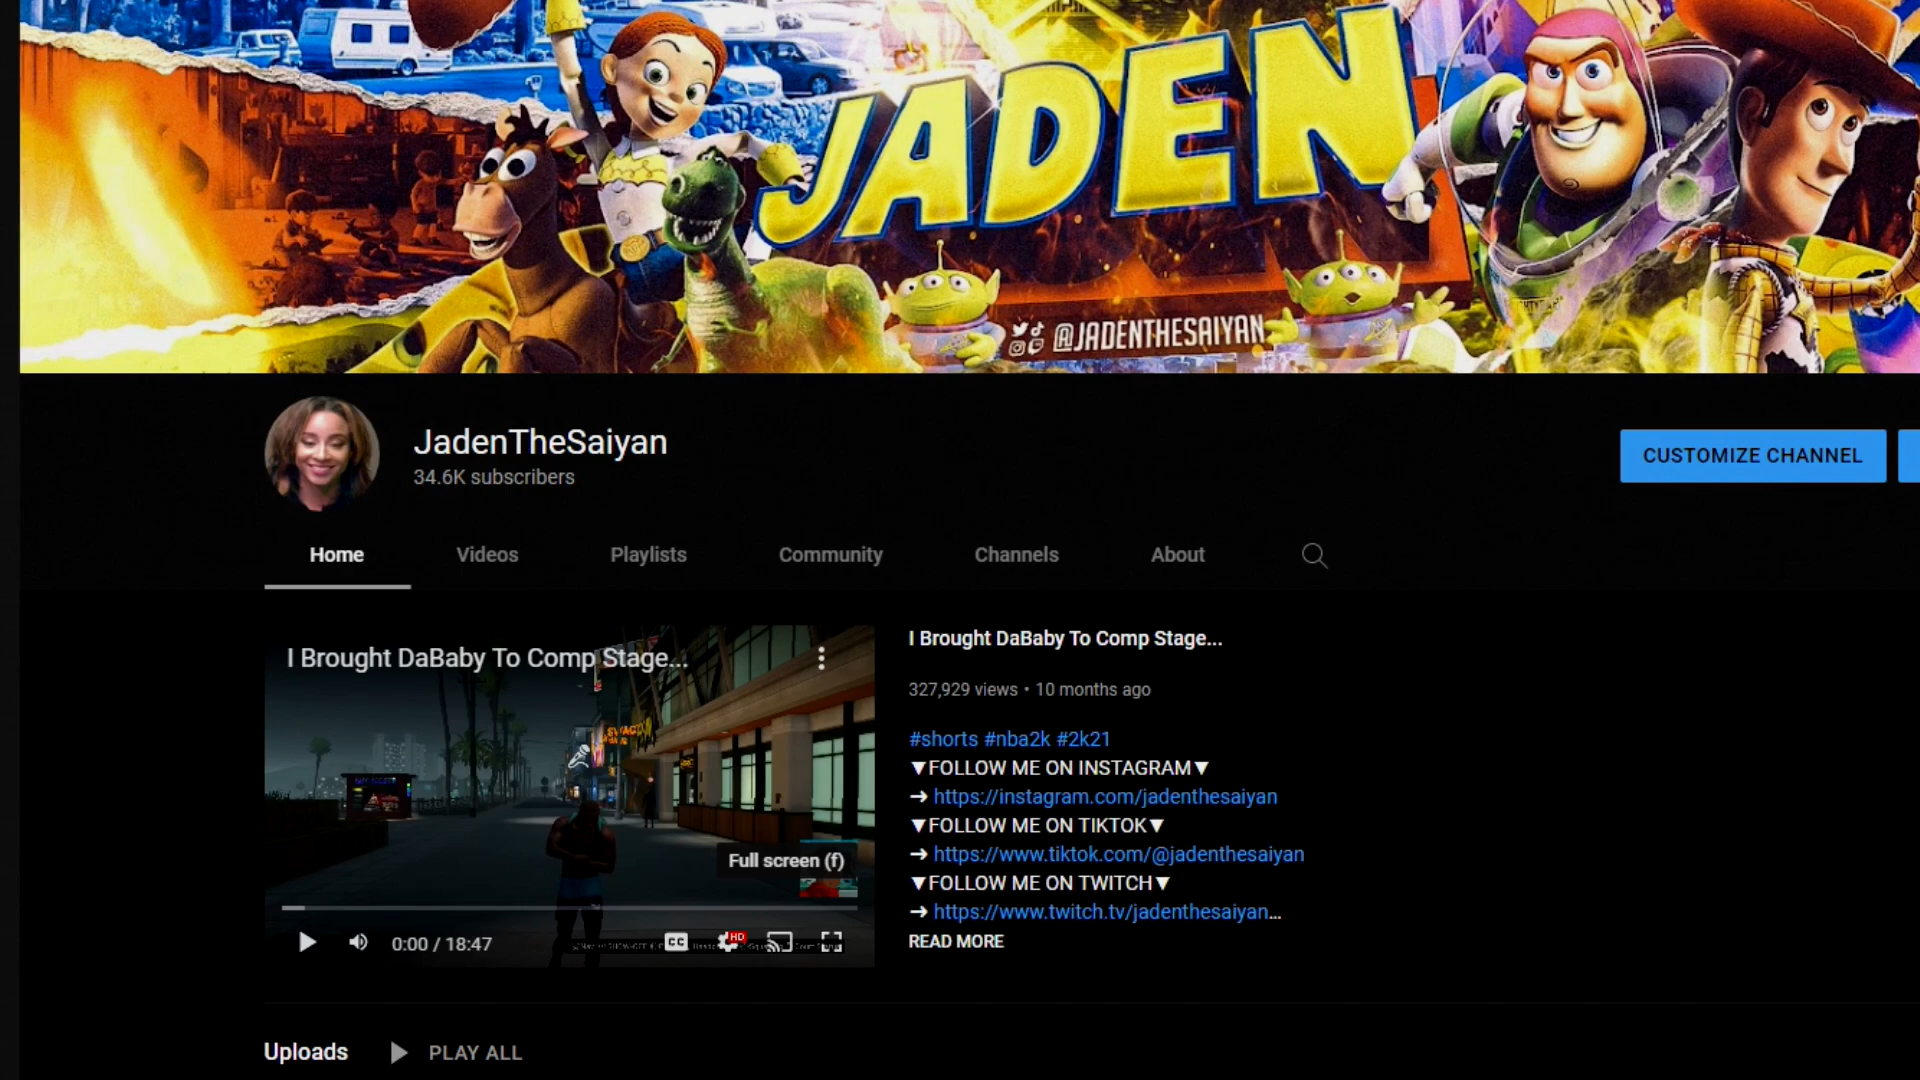 JADEN
@JADENTHESAIYAN
JadenTheSaiyan
34.6K subscribers
CUSTOMIZE CHANNEL
Home Videos Playlists Community Channels About
I Brought DaBaby To Comp Stage...
Full screen (f)
0:00 / 18:47
CC
HD
I Brought DaBaby To Comp Stage...
327,929 views • 10 months ago
#shorts #nba2k #2k21
▼FOLLOW ME ON INSTAGRAM▼
➔ https://instagram.com/jadenthesaiyan
▼FOLLOW ME ON TIKTOK▼
➔ https://www.tiktok.com/@jadenthesaiyan
▼FOLLOW ME ON TWITCH▼
➔ https://www.twitch.tv/jadenthesaiyan...
READ MORE
Uploads PLAY ALL